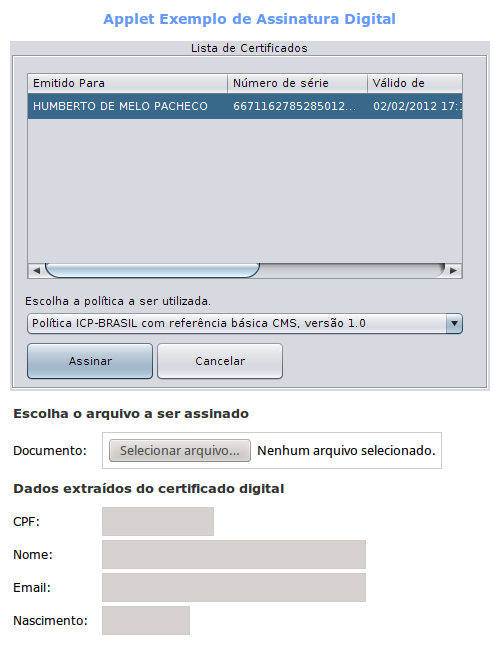 Applet Exemplo de Assinatura Digital
Lista de Certificados
Emitido Para Número de série Válido de
HUMBERTO DE MELO PACHECO 6671162785285012... 02/02/2012 17:
Escolha a política a ser utilizada.
Política ICP-BRASIL com referência básica CMS, versão 1.0
Assinar Cancelar
Escolha o arquivo a ser assinado
Documento: Selecionar arquivo... Nenhum arquivo selecionado.
Dados extraídos do certificado digital
CPF:
Nome:
Email:
Nascimento: